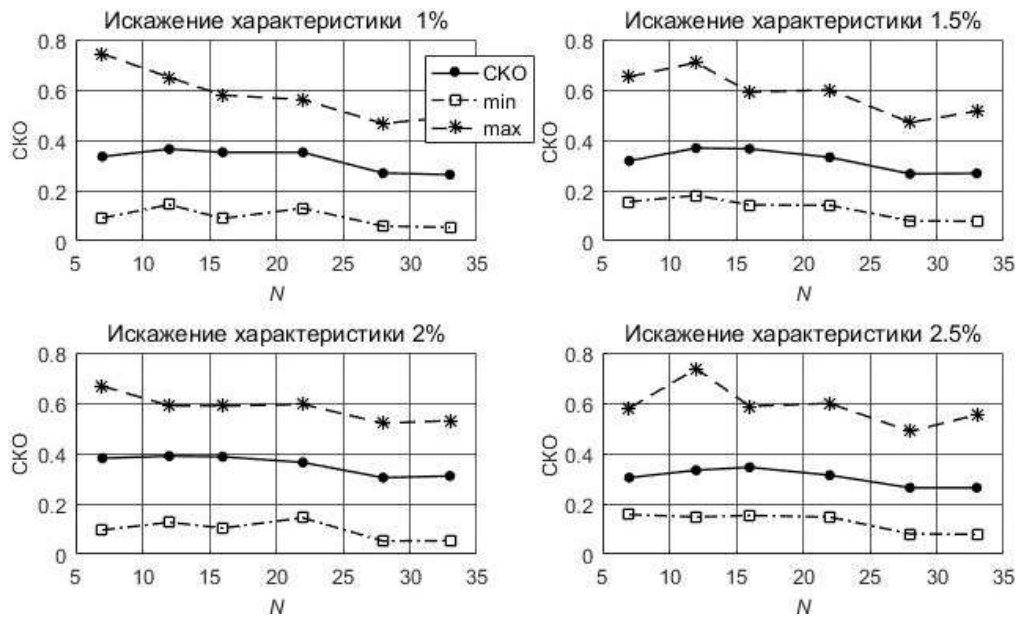 Искажение характеристики 1%
0.8
0.6
0.4
0.2
0
СКО
5 10 15 20 25 30 35
N
СКО
min
max
Искажение характеристики 1.5%
0.8
0.6
0.4
0.2
0
СКО
5 10 15 20 25 30 35
N
Искажение характеристики 2%
0.8
0.6
0.4
0.2
0
СКО
5 10 15 20 25 30 35
N
Искажение характеристики 2.5%
0.8
0.6
0.4
0.2
0
СКО
5 10 15 20 25 30 35
N